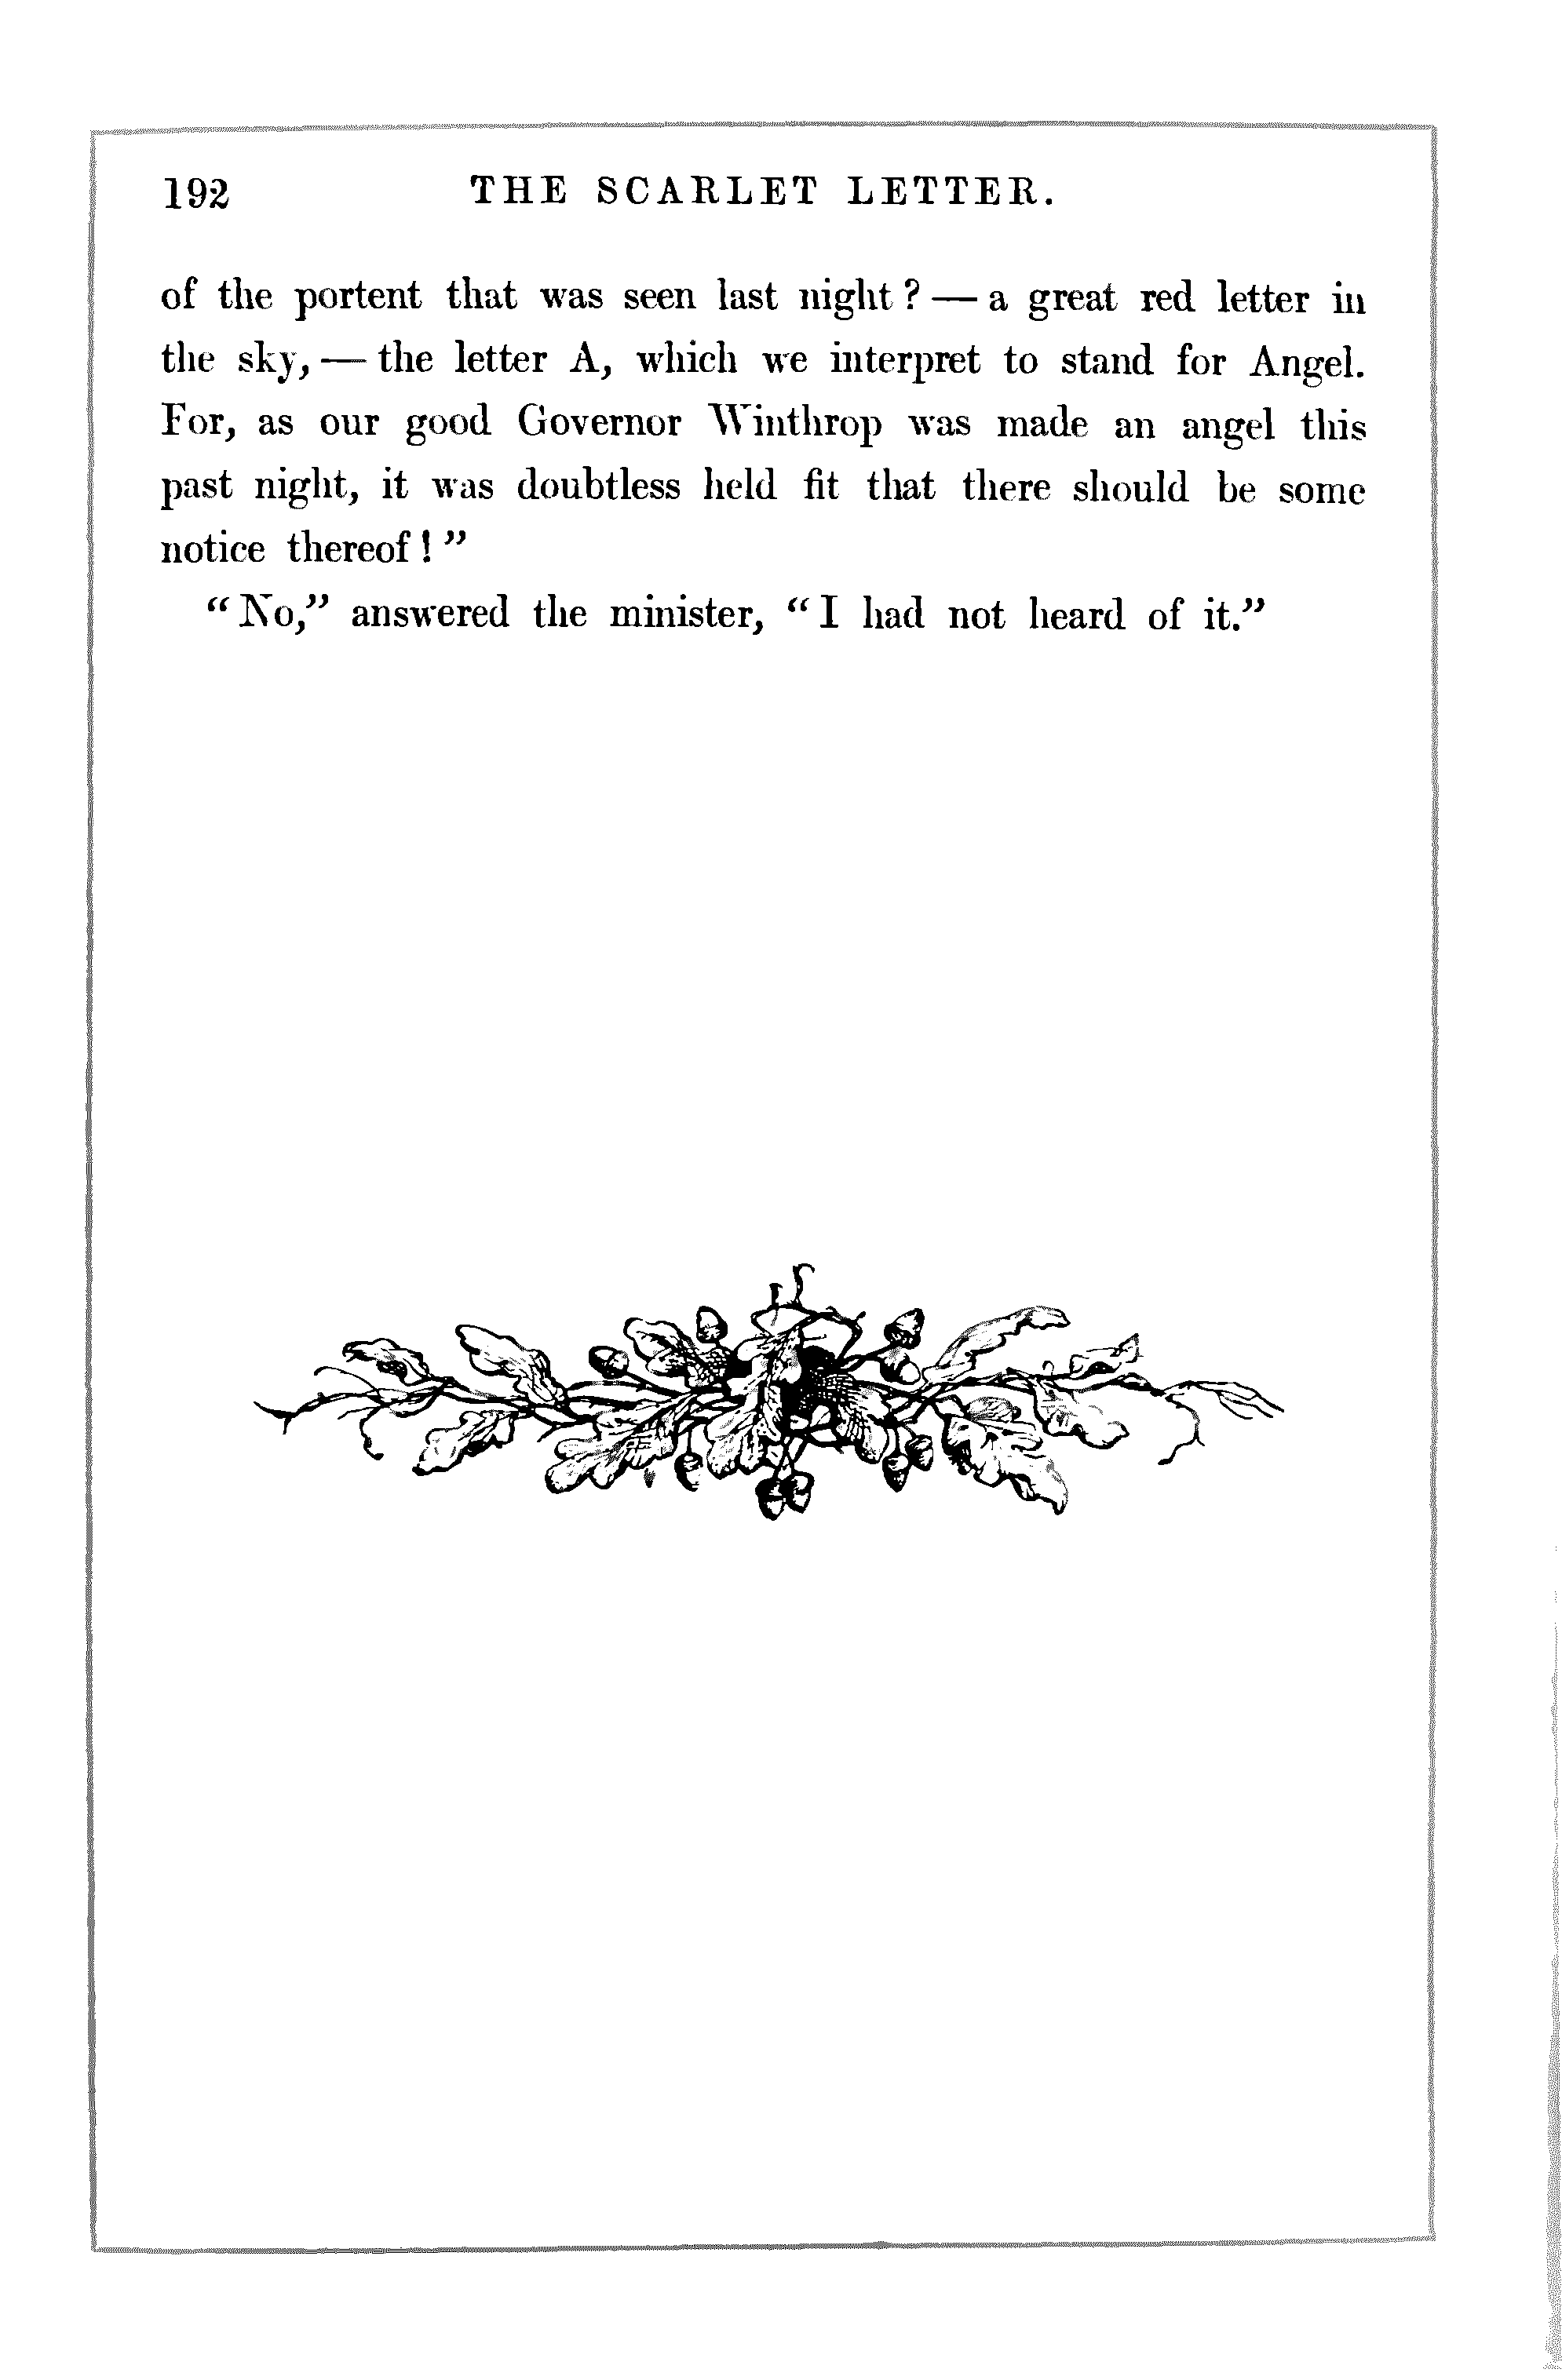 192 THE SCARLET LETTER.
of the portent that was seen last night? — a great red letter in
the sky, — the letter A, which we interpret to stand for Angel.
For, as our good Governor Winthrop was made an angel this
past night, it was doubtless held fit that there should be some
notice thereof!”
“No,” answered the minister, “I had not heard of it.”